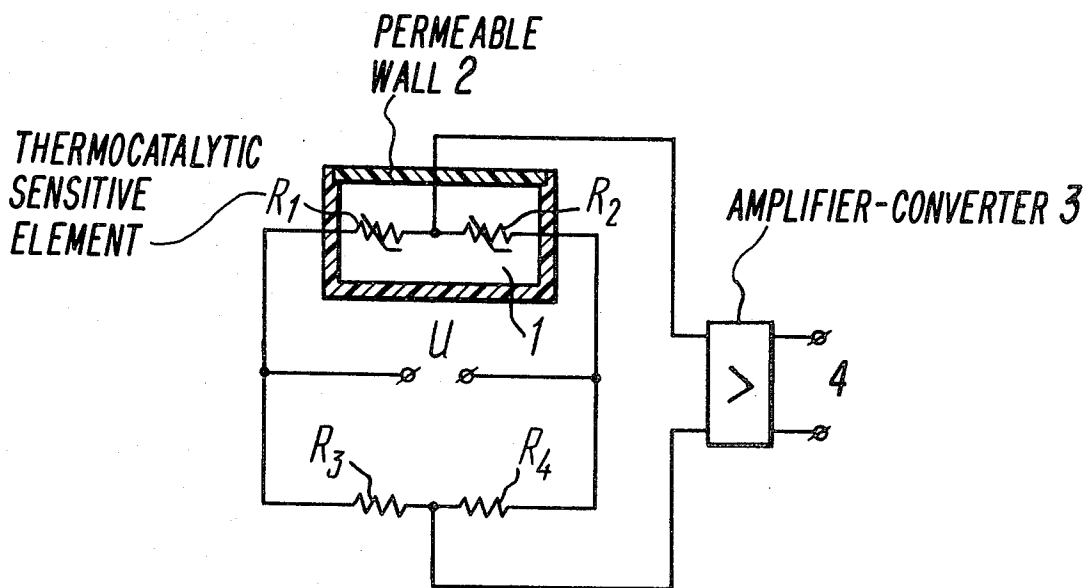 PERMEABLE
WALL 2
THERMOCATALYTIC
SENSITIVE
ELEMENT
R1
R2
AMPLIFIER-CONVERTER 3
1
U
>
4
R3
R4